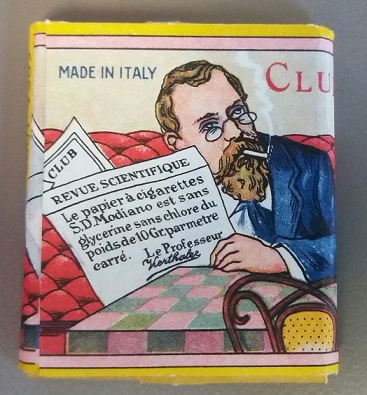 MADE IN ITALY
CLU
CLUB
REVUE SCIENTIFIQUE
Le papier à cigarettes
S.D. Modiano est sans
glycerine sans chlore du
poids de 10 Gr. par metre
carré. Le Professeur
Vierthaler